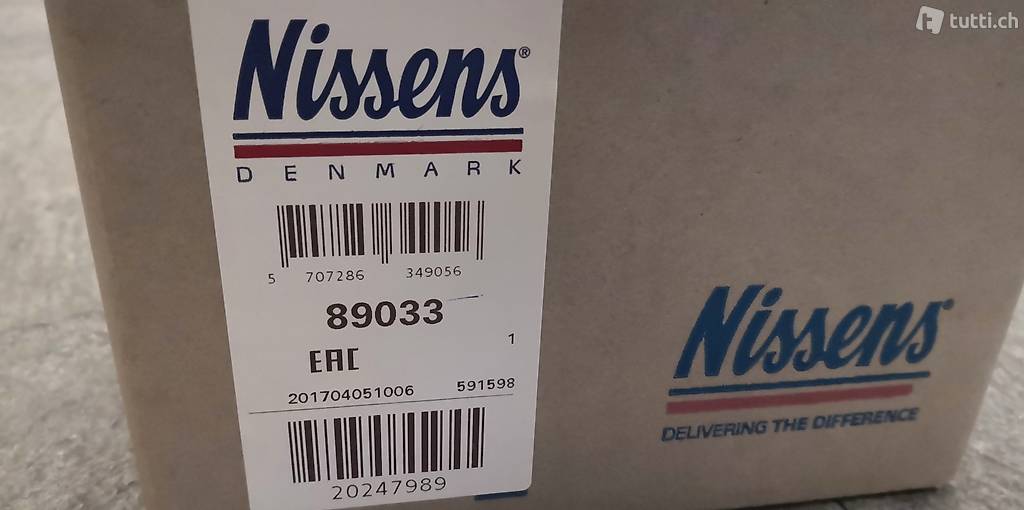 Nissens®
DENMARK
5 707286 349056
89033
EAC
1
201704051006 591598
20247989
Nissens
DELIVERING THE DIFFERENCE
tutti.ch